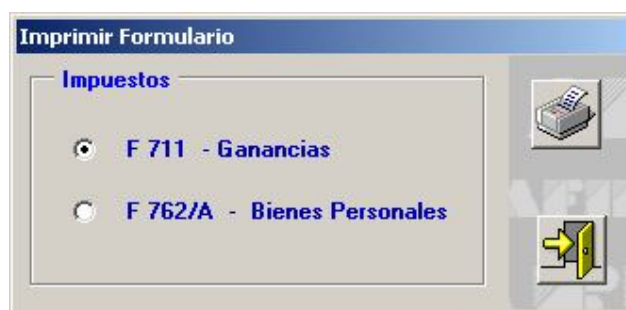 Imprimir Formulario
Impuestos
F 711 - Ganancias
F 762/A - Bienes Personales